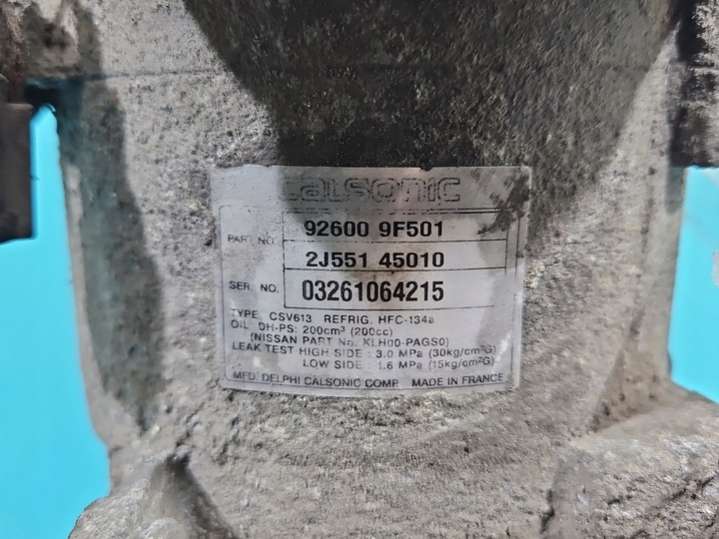 calsonic
PART NO. 92600 9F501
2J551 45010
SER. NO. 03261064215
TYPE CSV613 REFRIG. HFC-134a
OIL DH-PS: 200cm³ (200cc)
(NISSAN PART No. KLH00-PAGS0)
LEAK TEST HIGH SIDE : 3.0 MPa (30kg/cm²G)
LOW SIDE : 1.6 MPa (15kg/cm²G)
MFD. DELPHI CALSONIC COMP. MADE IN FRANCE